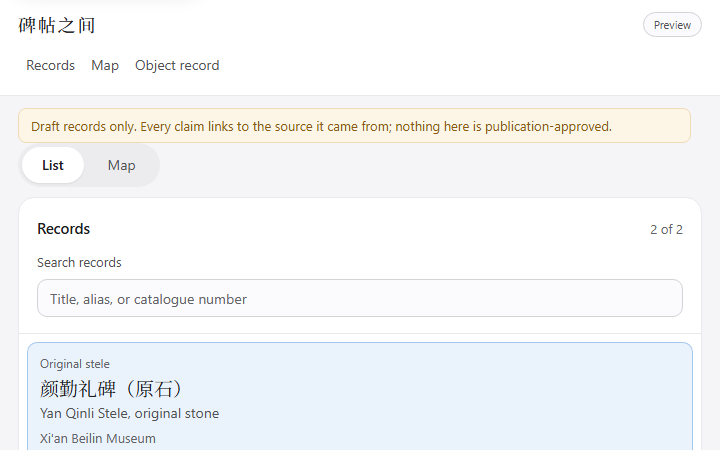 碑帖之间
Preview
Records Map Object record
Draft records only. Every claim links to the source it came from; nothing here is publication-approved.
List Map
Records
2 of 2
Search records
Title, alias, or catalogue number
Original stele
颜勤礼碑（原石）
Yan Qinli Stele, original stone
Xi'an Beilin Museum